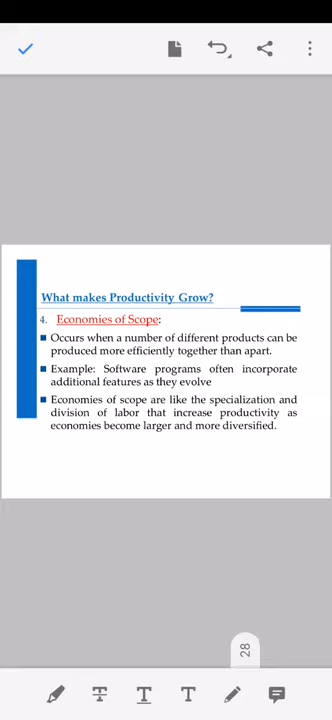 What makes Productivity Grow?
4. Economies of Scope:
Occurs when a number of different products can be
produced more efficiently together than apart.
Example: Software programs often incorporate
additional features as they evolve
Economies of scope are like the specialization and
division of labor that increase productivity as
economies become larger and more diversified.
28
T
T
T